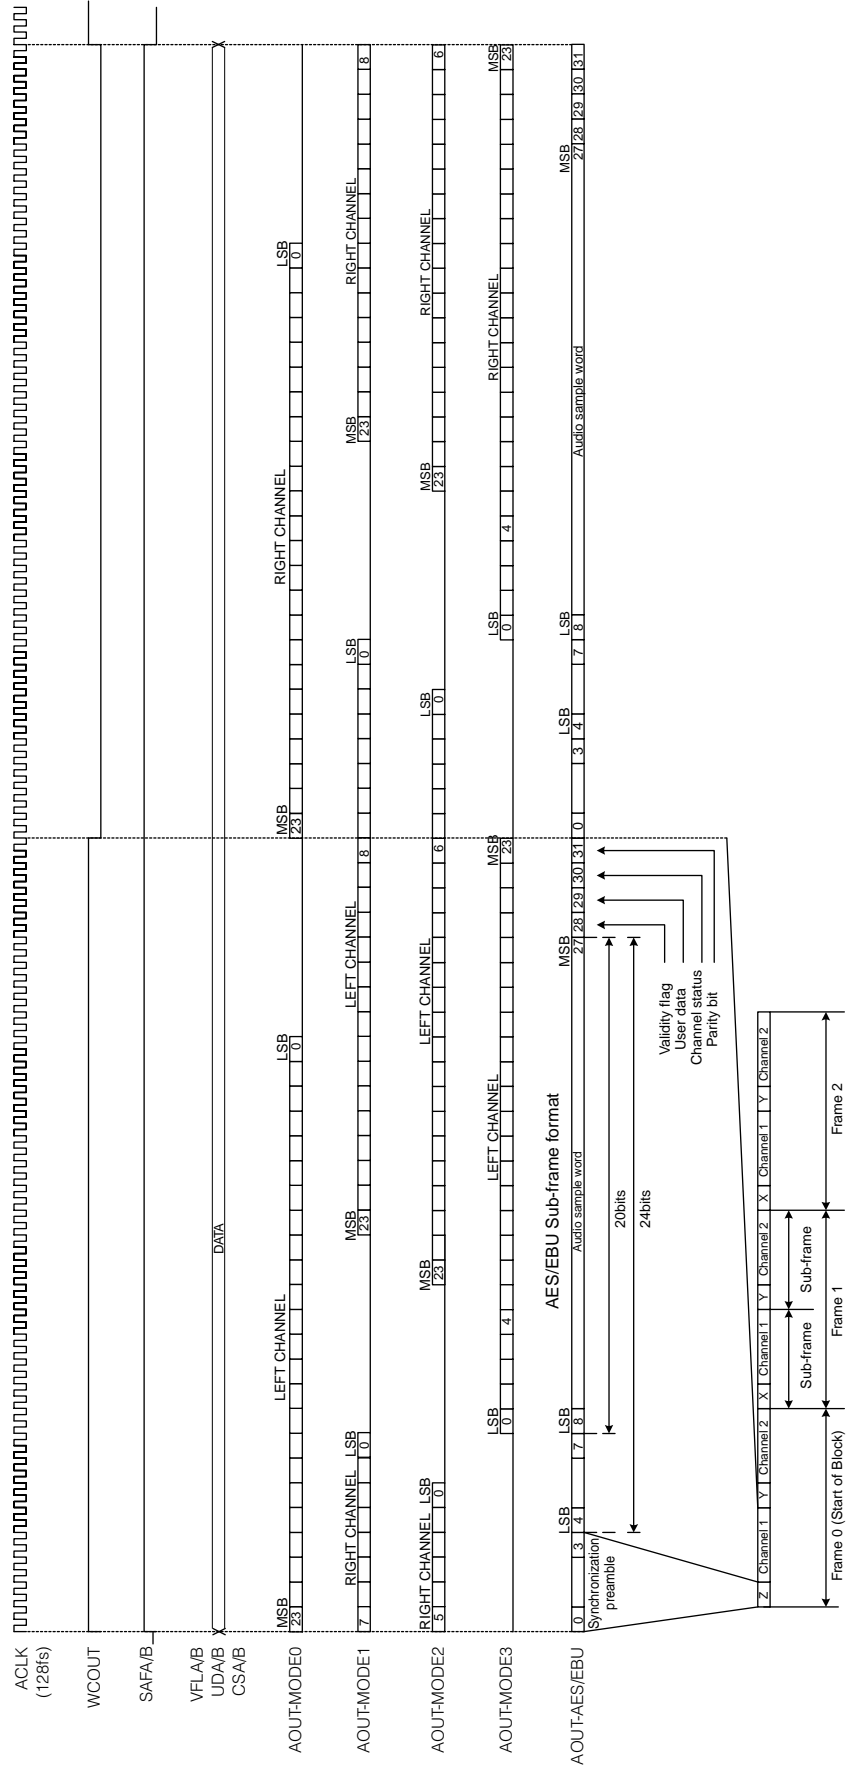 ACLK
(128fs)
WCOUT
SAFA/B
VFLA/B
UDA/B
CSA/B
DATA
AOUT-MODE0
MSB
23
LEFT CHANNEL
LSB
0
MSB
23
RIGHT CHANNEL
LSB
0
AOUT-MODE1
7
RIGHT CHANNEL
LSB
0
MSB
23
LEFT CHANNEL
8
LSB
0
MSB
23
RIGHT CHANNEL
8
AOUT-MODE2
5
RIGHT CHANNEL
LSB
0
MSB
23
LEFT CHANNEL
6
LSB
0
MSB
23
RIGHT CHANNEL
6
AOUT-MODE3
LSB
0
4
LEFT CHANNEL
MSB
23
LSB
0
4
RIGHT CHANNEL
MSB
23
AES/EBU Sub-frame format
AOUT-AES/EBU
0
3
LSB
4
7
LSB
8
Audio sample word
MSB
27
28
29
30
31
0
3
LSB
4
7
LSB
8
Audio sample word
MSB
27
28
29
30
31
Synchronization
preamble
20bits
24bits
Validity flag
User data
Channel status
Parity bit
Z
Channel 1
Y
Channel 2
X
Channel 1
Y
Channel 2
X
Channel 1
Y
Channel 2
Sub-frame
Sub-frame
Frame 0 (Start of Block)
Frame 1
Frame 2